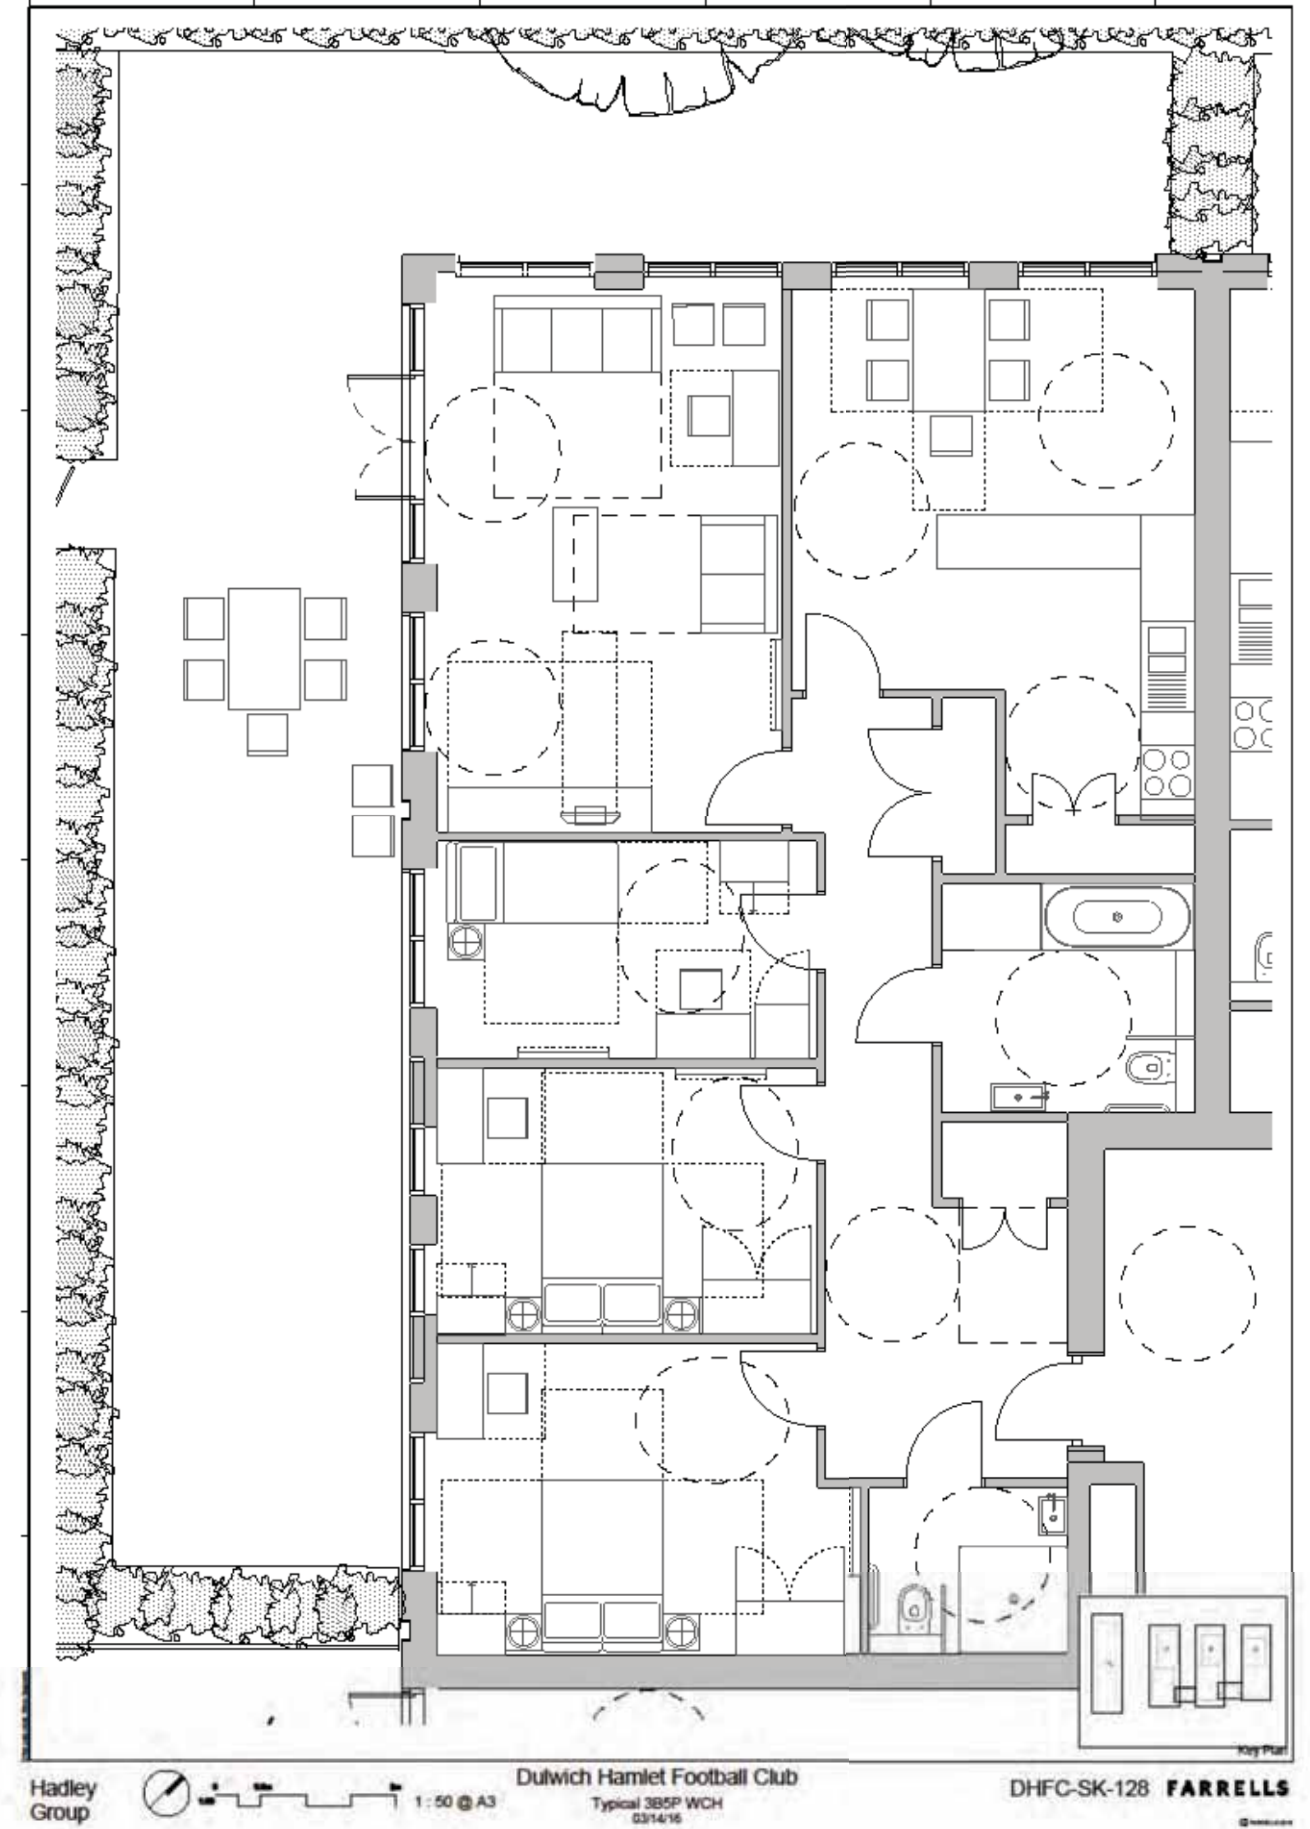 Key Plan
Hadley
Group
1 : 50 @ A3
Dulwich Hamlet Football Club
Typical 3B5P WCH
03/14/16
DHFC-SK-128 FARRELLS